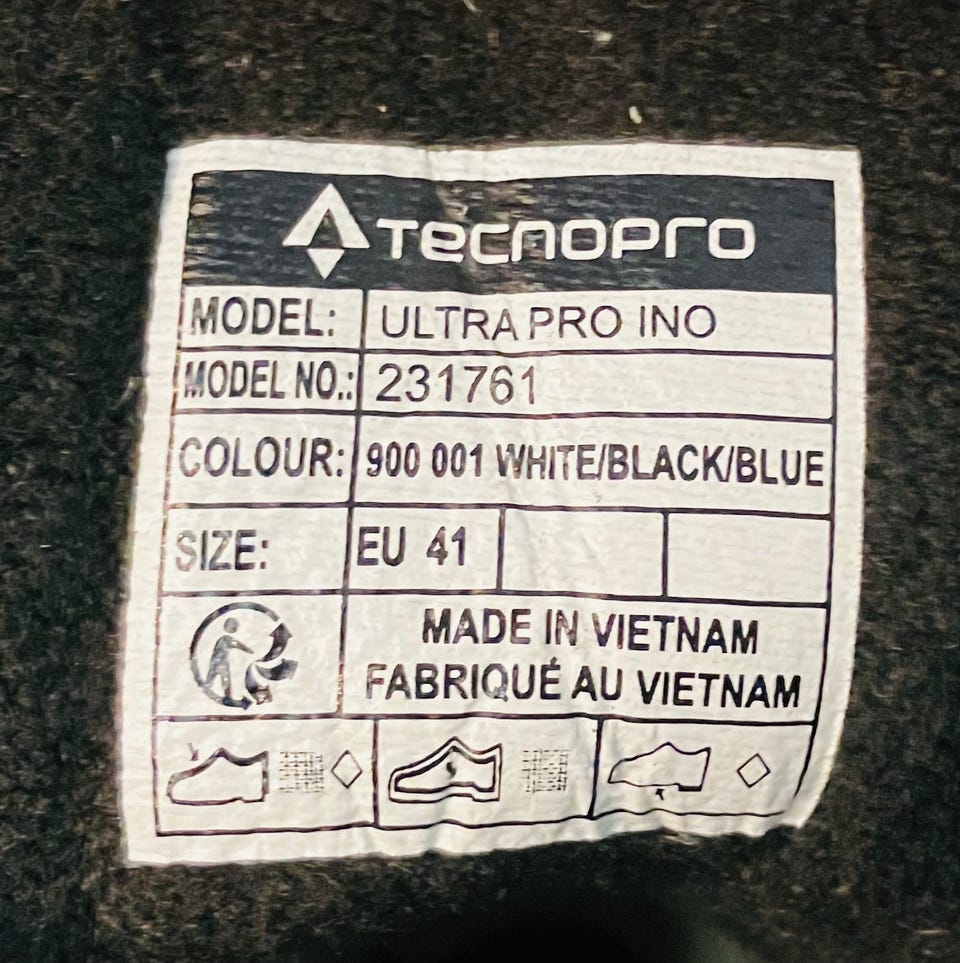 TECNOPRO
MODEL: ULTRA PRO INO
MODEL NO.: 231761
COLOUR: 900 001 WHITE/BLACK/BLUE
SIZE: EU 41
MADE IN VIETNAM
FABRIQUÉ AU VIETNAM